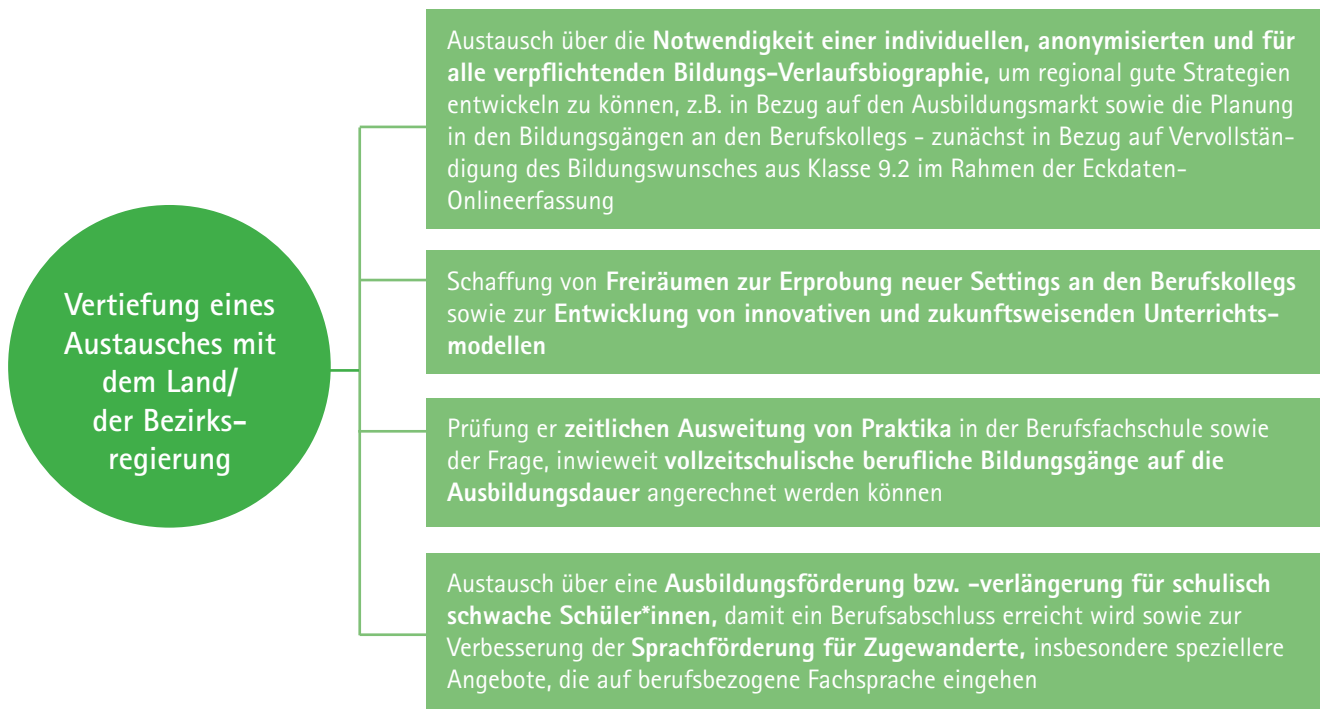 Vertiefung eines
Austausches mit
dem Land/
der Bezirks-
regierung
Austausch über die Notwendigkeit einer individuellen, anonymisierten und für
alle verpflichtenden Bildungs-Verlaufsbiographie, um regional gute Strategien
entwickeln zu können, z.B. in Bezug auf den Ausbildungsmarkt sowie die Planung
in den Bildungsgängen an den Berufskollegs - zunächst in Bezug auf Vervollstän-
digung des Bildungswunsches aus Klasse 9.2 im Rahmen der Eckdaten-
Onlineerfassung
Schaffung von Freiräumen zur Erprobung neuer Settings an den Berufskollegs
sowie zur Entwicklung von innovativen und zukunftsweisenden Unterrichts-
modellen
Prüfung er zeitlichen Ausweitung von Praktika in der Berufsfachschule sowie
der Frage, inwieweit vollzeitschulische berufliche Bildungsgänge auf die
Ausbildungsdauer angerechnet werden können
Austausch über eine Ausbildungsförderung bzw. -verlängerung für schulisch
schwache Schüler*innen, damit ein Berufsabschluss erreicht wird sowie zur
Verbesserung der Sprachförderung für Zugewanderte, insbesondere speziellere
Angebote, die auf berufsbezogene Fachsprache eingehen